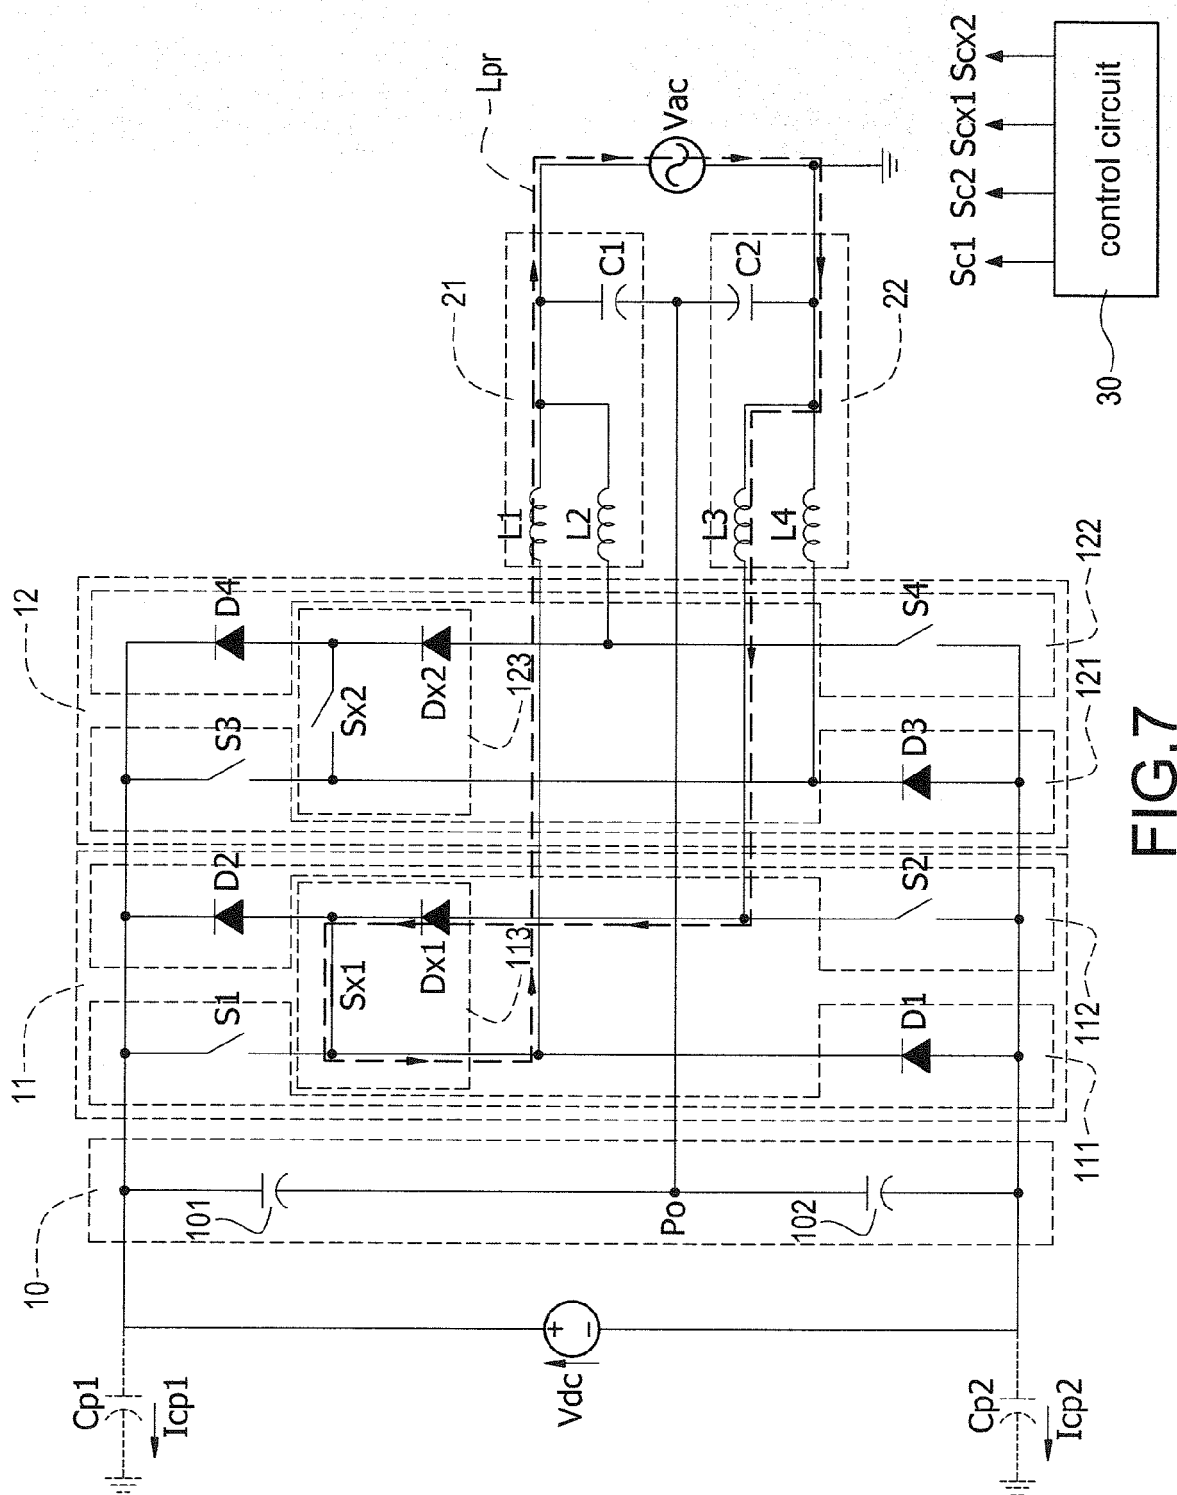 12
11
10
D4
S3
D2
S1
Sx2
Dx2
123
Sx1
Dx1
113
101
Cp1
Icp1
L1
L2
21
C1
Lpr
Vac
Po
Vdc
+
−
L3
L4
C2
22
102
S4
D3
S2
D1
122
121
112
111
Cp2
Icp2
Sc1 Sc2 Scx1 Scx2
control circuit
30
FIG.7